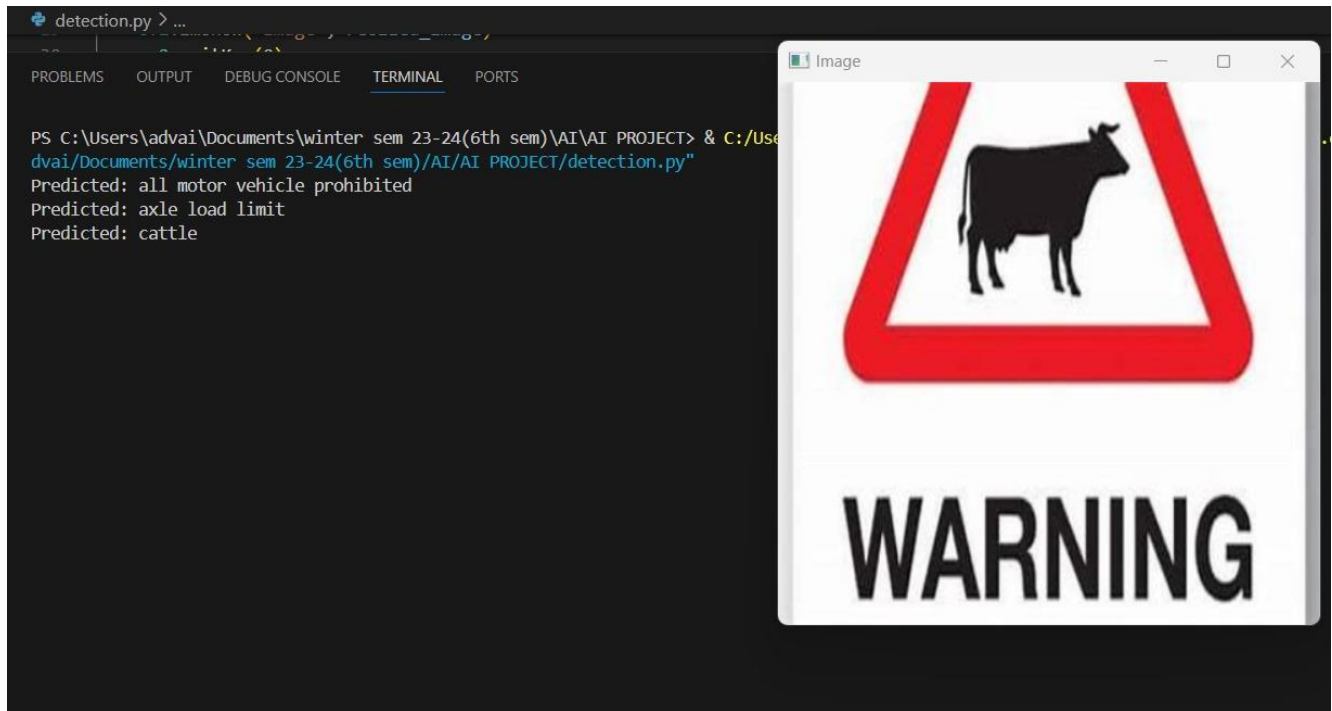 detection.py > ...
PROBLEMS OUTPUT DEBUG CONSOLE TERMINAL PORTS
PS C:\Users\advai\Documents\winter sem 23-24(6th sem)\AI\AI PROJECT> & C:/Use
dvai/Documents/winter sem 23-24(6th sem)/AI/AI PROJECT/detection.py"
Predicted: all motor vehicle prohibited
Predicted: axle load limit
Predicted: cattle
Image
WARNING